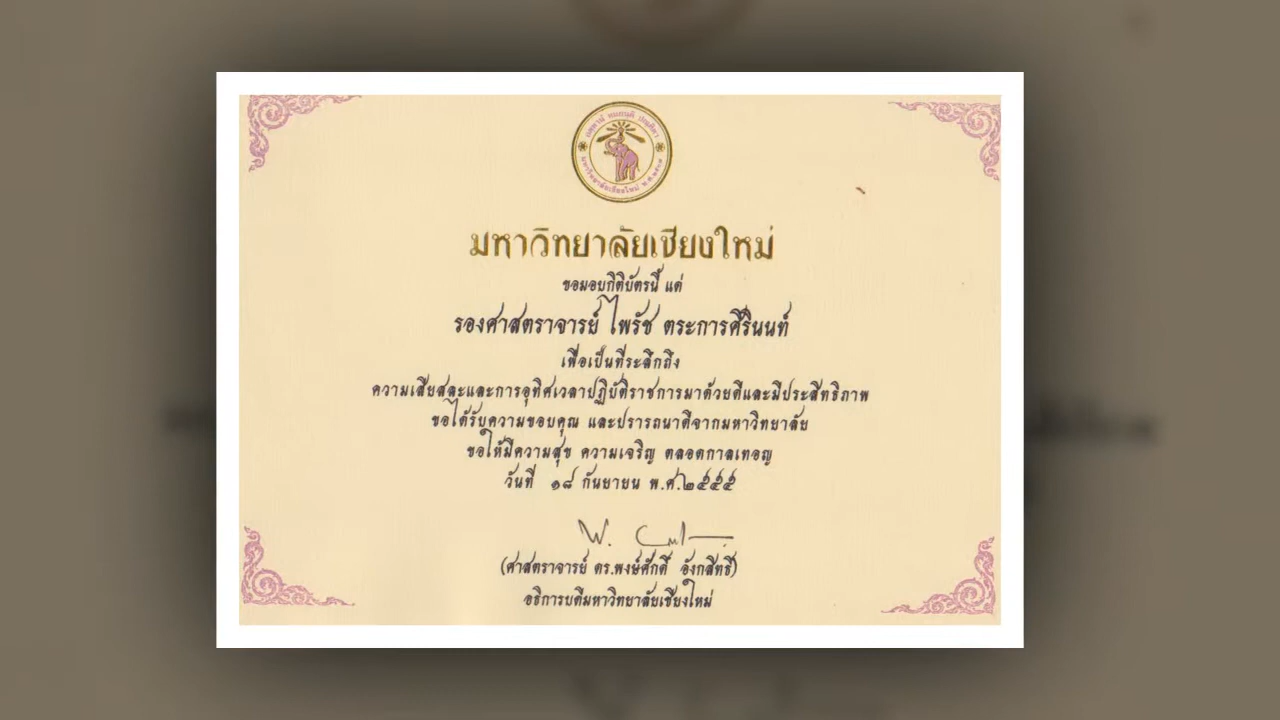 มหาวิทยาลัยเชียงใหม่
ขอมอบกิติบัตรนี้ แด่
รองศาสตราจารย์ ไพรัช ตระการศิรินนท์
เพื่อเป็นที่ระลึกถึง
ความเสียสละและการอุทิศเวลาปฏิบัติราชการมาด้วยดีและมีประสิทธิภาพ
ขอได้รับความขอบคุณ และปรารถนาดีจากมหาวิทยาลัย
ขอให้มีความสุข ความเจริญ ตลอดกาลเทอญ
วันที่ ๑๘ กันยายน พ.ศ.๒๕๕๕
(ศาสตราจารย์ ดร.พงษ์ศักดิ์ อังกสิทธิ์)
อธิการบดีมหาวิทยาลัยเชียงใหม่